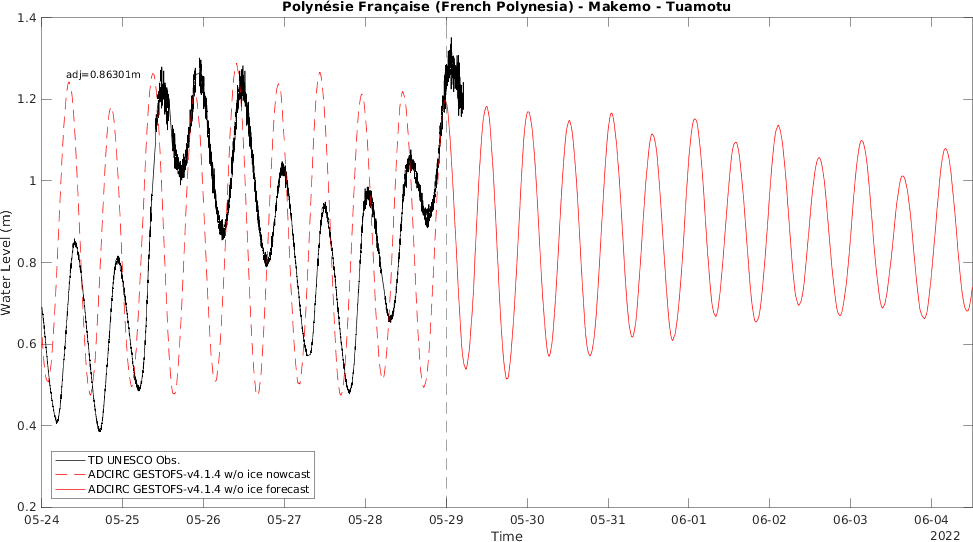 Polynésie Française (French Polynesia) - Makemo - Tuamotu
1.4
adj=0.86301m
1.2
1
0.8
0.6
0.4
0.2
Water Level (m)
TD UNESCO Obs.
ADCIRC GESTOFS-v4.1.4 w/o ice nowcast
ADCIRC GESTOFS-v4.1.4 w/o ice forecast
05-24 05-25 05-26 05-27 05-28 05-29 05-30 05-31 06-01 06-02 06-03 06-04
Time
2022